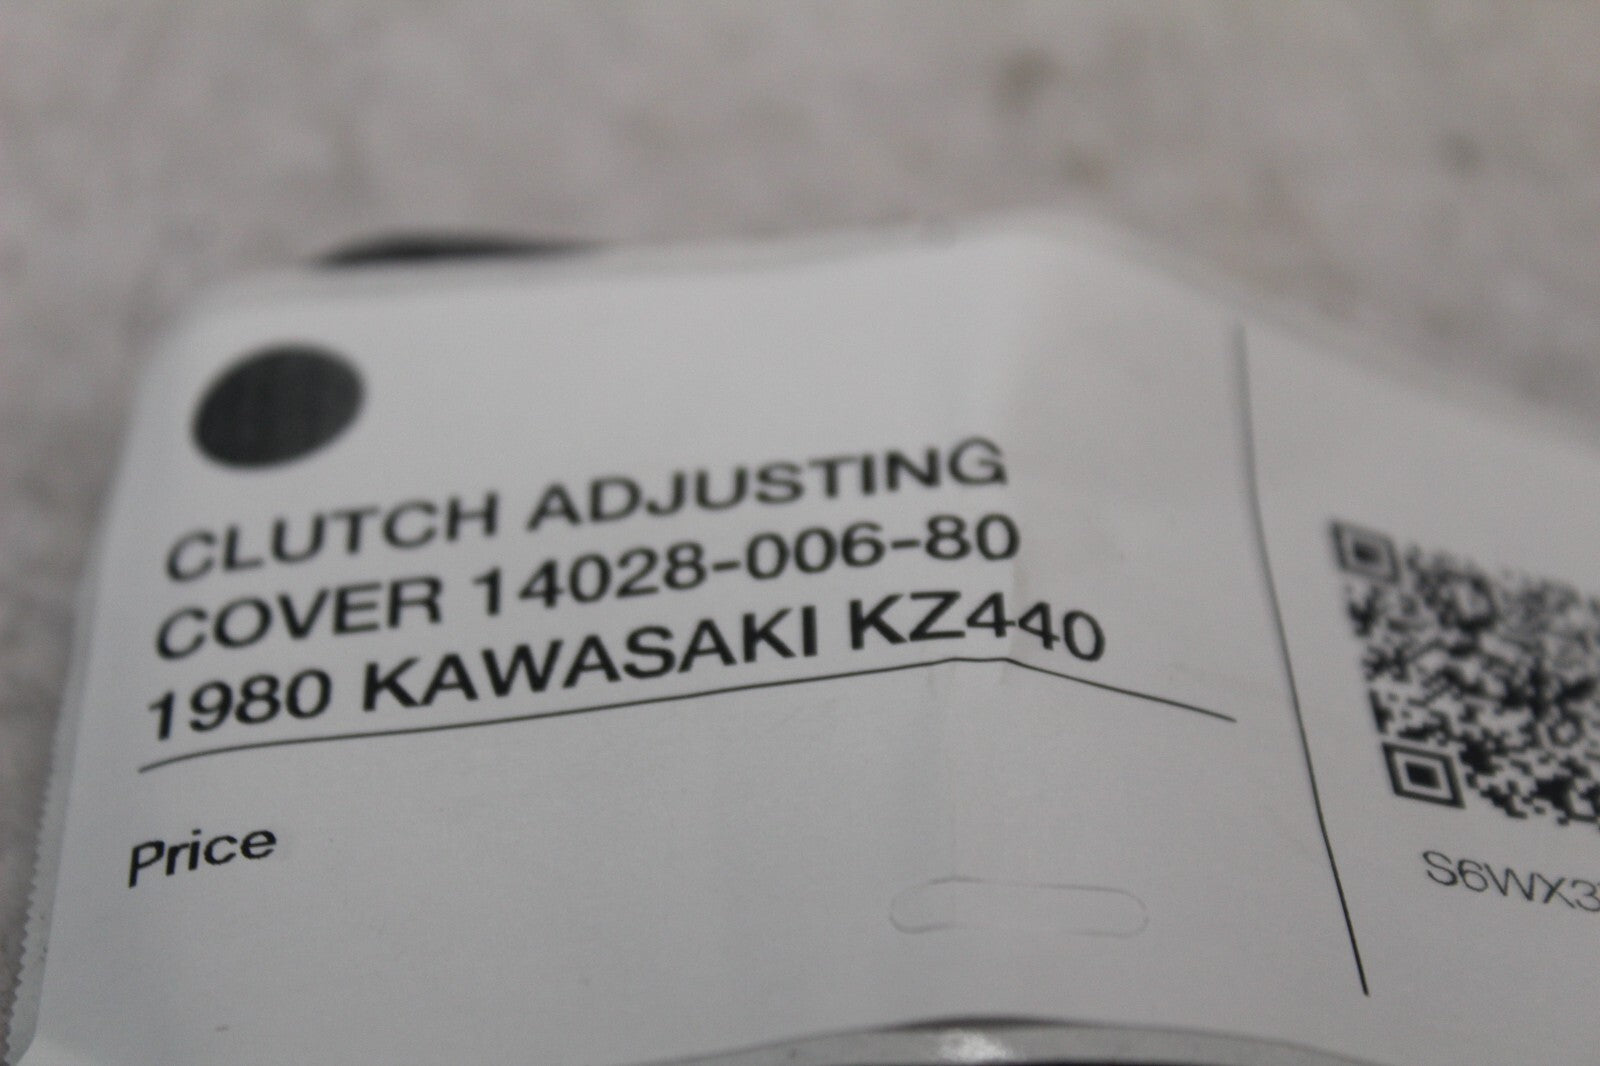 CLUTCH ADJUSTING
COVER 14028-006-80
1980 KAWASAKI KZ440
Price
S6WX3